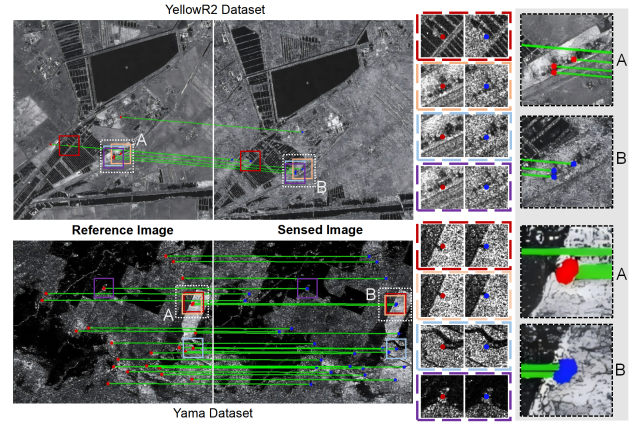 YellowR2 Dataset
A
B
A
B
Reference Image
Sensed Image
A
B
A
B
Yama Dataset